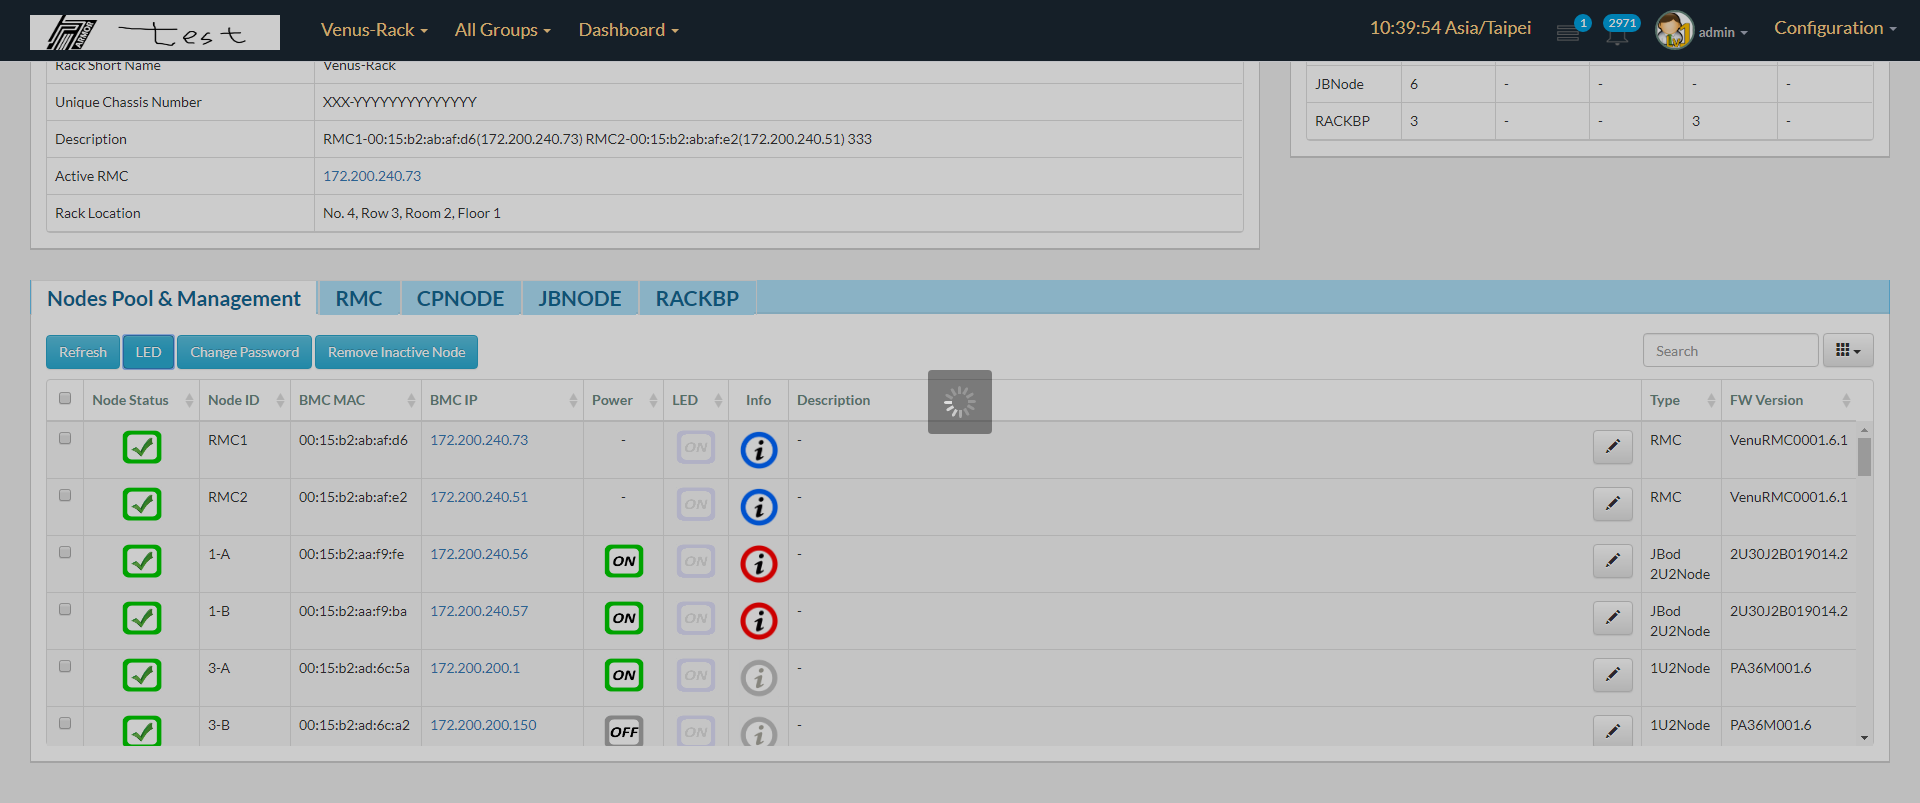 ARMOR test Venus-Rack All Groups Dashboard 10:39:54 Asia/Taipei 1 2971 admin Configuration
Rack Short Name Venus-Rack
Unique Chassis Number XXX-YYYYYYYYYYYYYY
Description RMC1-00:15:b2:ab:af:d6(172.200.240.73) RMC2-00:15:b2:ab:af:e2(172.200.240.51) 333
Active RMC 172.200.240.73
Rack Location No. 4, Row 3, Room 2, Floor 1
JBNode 6 - - - -
RACKBP 3 - - 3 -
Nodes Pool & Management RMC CPNODE JBNODE RACKBP
Refresh LED Change Password Remove Inactive Node Search
Node Status Node ID BMC MAC BMC IP Power LED Info Description Type FW Version
RMC1 00:15:b2:ab:af:d6 172.200.240.73 - ON i - RMC VenuRMC0001.6.1
RMC2 00:15:b2:ab:af:e2 172.200.240.51 - ON i - RMC VenuRMC0001.6.1
1-A 00:15:b2:aa:f9:fe 172.200.240.56 ON ON i - JBod 2U30J2B019014.2
2U2Node
1-B 00:15:b2:aa:f9:ba 172.200.240.57 ON ON i - JBod 2U30J2B019014.2
2U2Node
3-A 00:15:b2:ad:6c:5a 172.200.200.1 ON ON i - 1U2Node PA36M001.6
3-B 00:15:b2:ad:6c:a2 172.200.200.150 OFF ON i - 1U2Node PA36M001.6